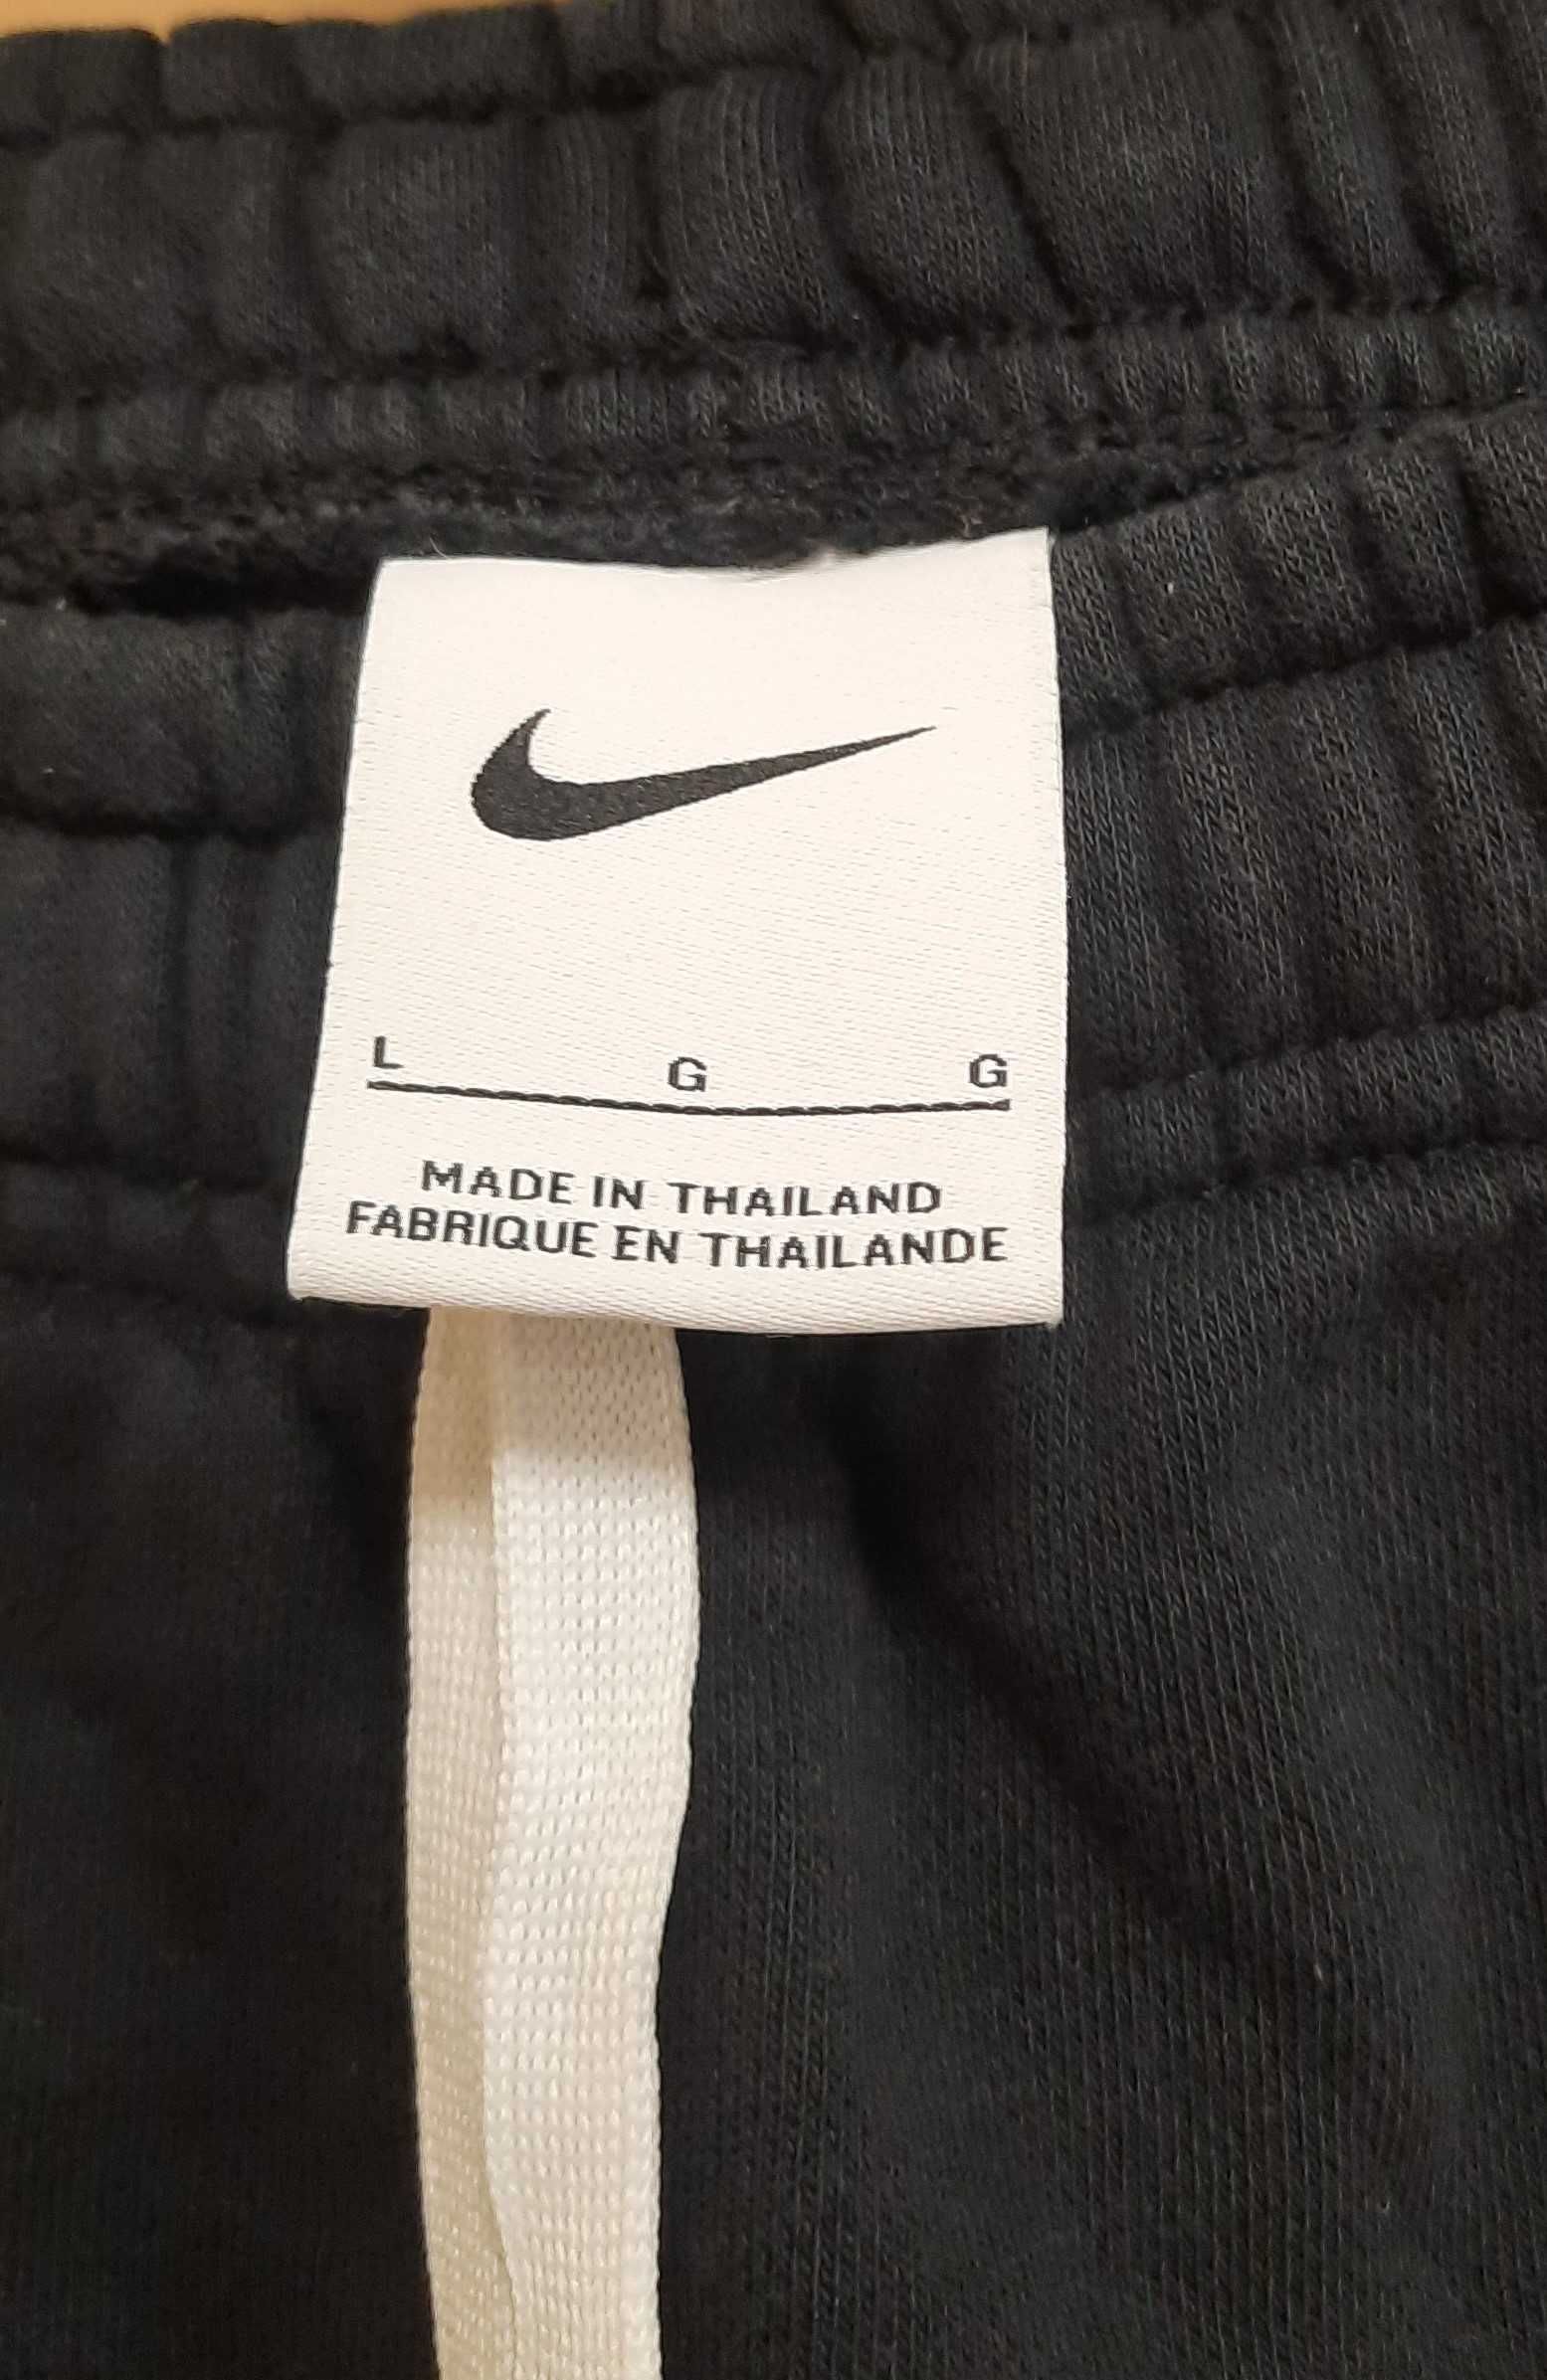 L G G
MADE IN THAILAND
FABRIQUE EN THAILANDE